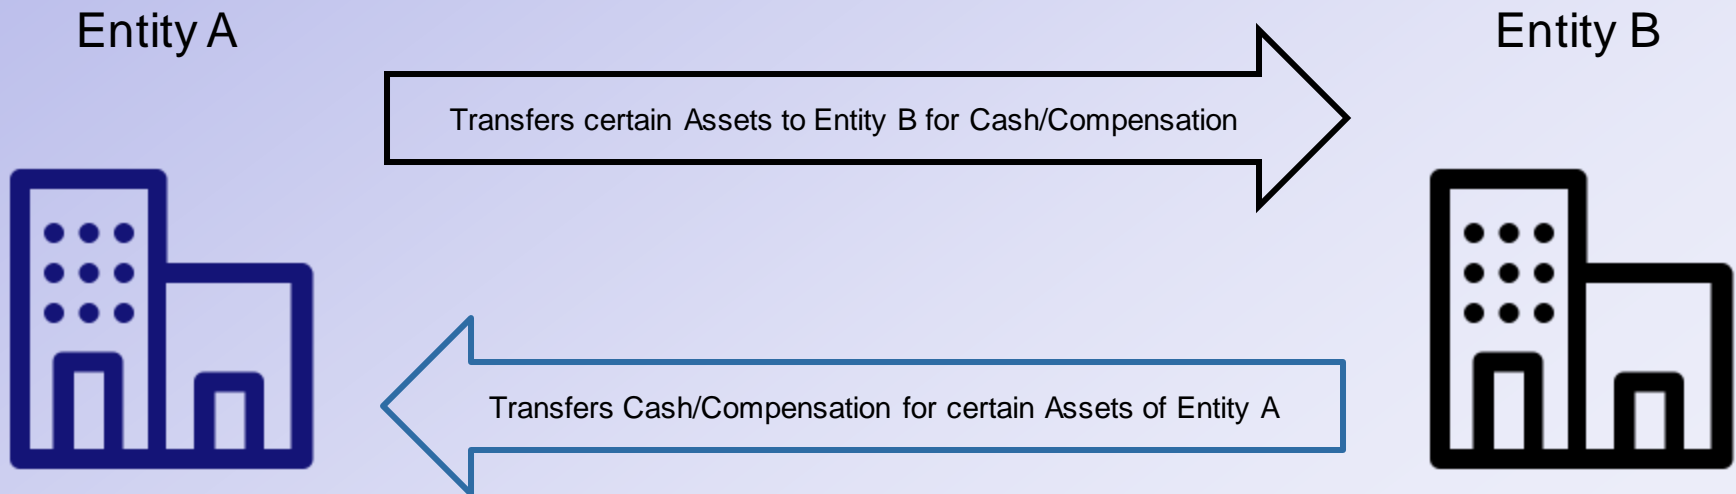 Entity A
Entity B
Transfers certain Assets to Entity B for Cash/Compensation
Transfers Cash/Compensation for certain Assets of Entity A